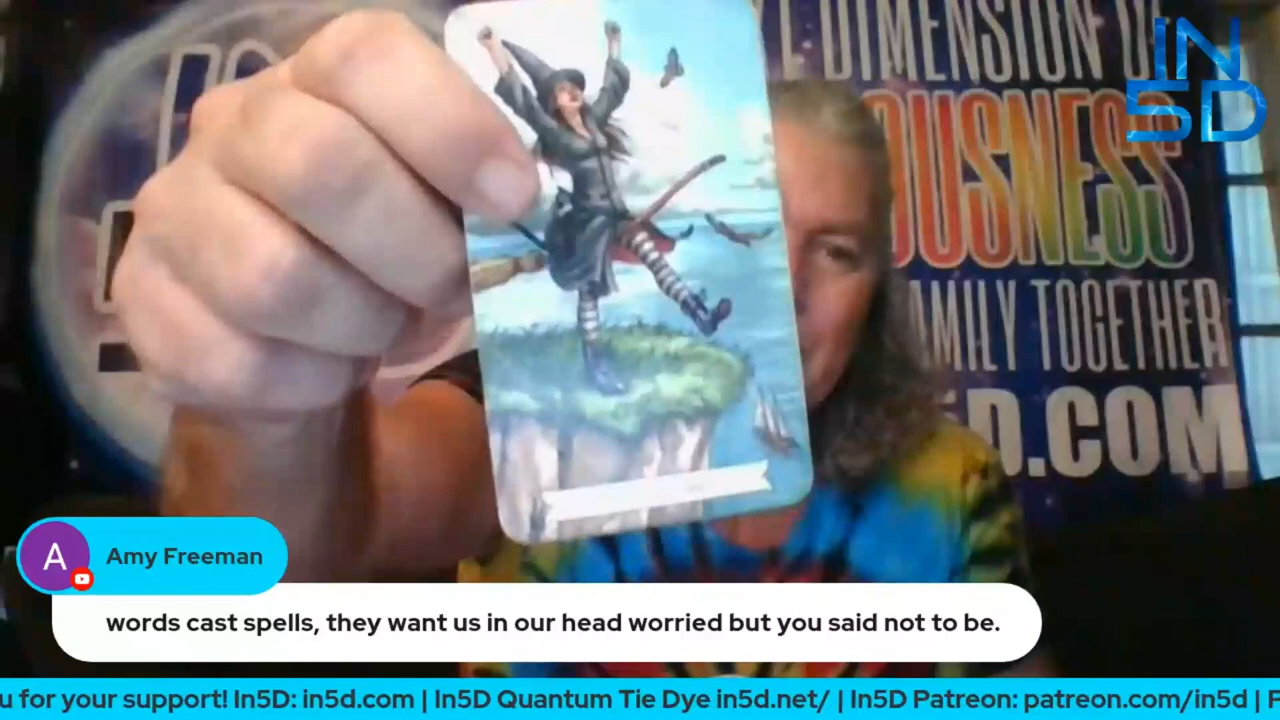 L DIMENSION OF
IN
5D
OUSNESS
AMILY TOGETHER
5D.COM
A
Amy Freeman
words cast spells, they want us in our head worried but you said not to be.
u for your support! In5D: in5d.com | In5D Quantum Tie Dye in5d.net/ | In5D Patreon: patreon.com/in5d |